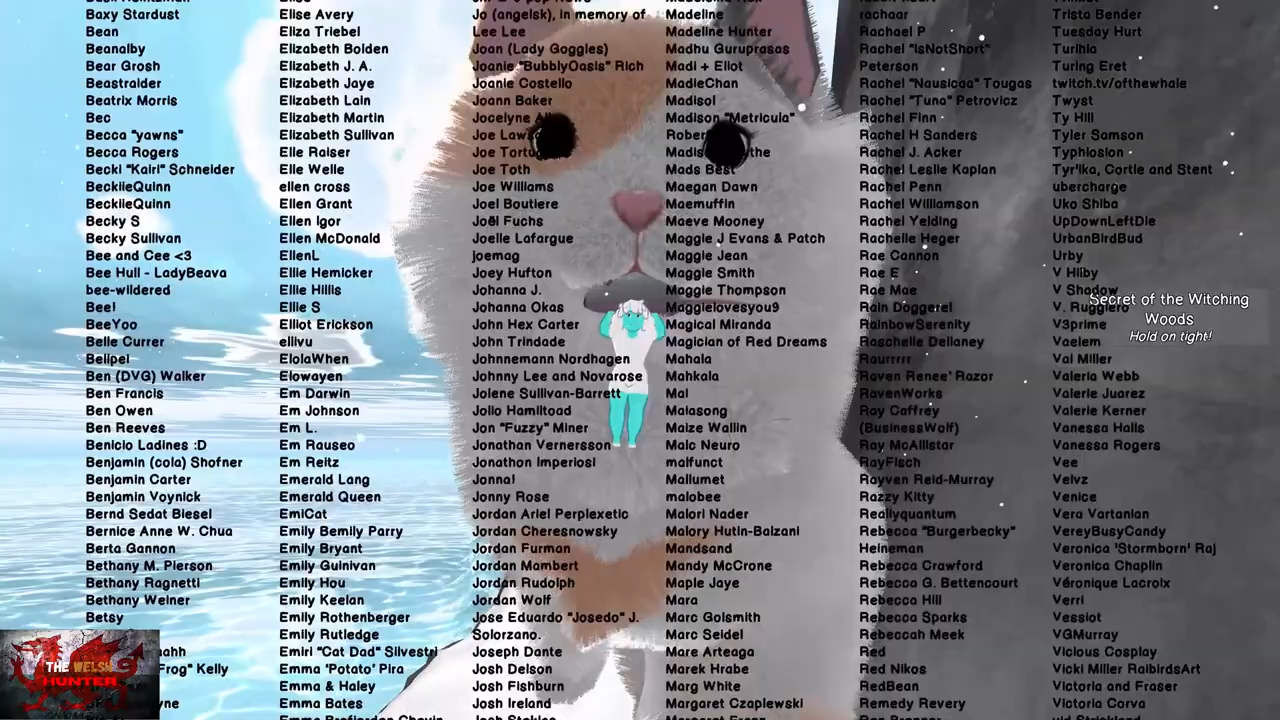 Baxy Stardust
Bean
Beanalby
Bear Grosh
Beastraider
Beatrix Morris
Bec
Becca "yawns"
Becca Rogers
Becki "Kairi" Schneider
BeckiieQuinn
BeckiieQuinn
Becky S
Becky Sullivan
Bee and Cee <3
Bee Hull - LadyBeava
bee-wildered
Bee!
BeeYoo
Belle Currer
Bellpei
Ben (DVG) Walker
Ben Francis
Ben Owen
Ben Reeves
Benicio Ladines :D
Benjamin (cola) Shofner
Benjamin Carter
Benjamin Voynick
Bernd Sedat Biesel
Bernice Anne W. Chua
Berta Gannon
Bethany M. Pierson
Bethany Ragnetti
Bethany Weiner
Betsy
Frog" Kelly
Elise Avery
Eliza Triebel
Elizabeth Bolden
Elizabeth J. A.
Elizabeth Jaye
Elizabeth Lain
Elizabeth Martin
Elizabeth Sullivan
Elle Raiser
Elle Welle
ellen cross
Ellen Grant
Ellen Igor
Ellen McDonald
EllenL
Ellie Hemicker
Ellie Hillis
Ellie S
Elliot Erickson
ellivu
ElolaWhen
Elowayen
Em Darwin
Em Johnson
Em L.
Em Rauseo
Em Reitz
Emerald Lang
Emerald Queen
EmiCat
Emily Bemily Parry
Emily Bryant
Emily Guinivan
Emily Hou
Emily Keelan
Emily Rothenberger
Emily Rutledge
Emiri "Cat Dad" Silvestri
Emma 'Potato' Pira
Emma & Haley
Emma Bates
Jo (angelsk), in memory of
Lee Lee
Joan (Lady Goggles)
Joanie "BubblyOasis" Rich
Joanie Costello
Joann Baker
Jocelyne
Joe
Joe
Joe Toth
Joe Williams
Joel Boutiere
Joël Fuchs
Joelle Lafargue
joemag
Joey Hufton
Johanna J.
Johanna Okas
John Hex Carter
John Trindade
Johnnemann Nordhagen
Johnny Lee and Novarose
Jolene Sullivan-Barrett
Jolio Hamiltoad
Jon "Fuzzy" Miner
Jonathan Vernersson
Jonathon Imperiosi
Jonna!
Jonny Rose
Jordan Ariel Perplexetic
Jordan Cheresnowsky
Jordan Furman
Jordan Mambert
Jordan Rudolph
Jordan Wolf
Jose Eduardo "Josedo" J.
Solorzano.
Joseph Dante
Josh Delson
Josh Fishburn
Josh Ireland
Madeline
Madeline Hunter
Madhu Guruprasas
Madi + Eliot
MadieChan
Madisol
Madison "Metricula"
Mads Best
Maegan Dawn
Maemuffin
Maeve Mooney
Maggie J Evans & Patch
Maggie Jean
Maggie Smith
Maggie Thompson
Maggielovesyou9
Magical Miranda
Magician of Red Dreams
Mahala
Mahkala
Mai
Maiasong
Maize Wallin
Malc Neuro
malfunct
Mallumet
malobee
Malori Nader
Malory Hutin-Balzani
Mandsand
Mandy McCrone
Maple Jaye
Mara
Marc Golsmith
Marc Seidel
Mare Arteaga
Marek Hrabe
Marg White
Margaret Czaplewski
rachaar
Rachael P
Rachel "IsNotShort"
Peterson
Rachel "Nausicaa" Tougas
Rachel "Tuna" Petrovicz
Rachel Finn
Rachel H Sanders
Rachel J. Acker
Rachel Leslie Kaplan
Rachel Penn
Rachel Williamson
Rachel Yelding
Rachelle Heger
Rae Cannon
Rae E
Rae Mae
Rain Doggerel
RainbowSerenity
Raschelle Dellaney
Raurrrrr
Raven Renee' Razor
RavenWorks
Ray Caffrey
(BusinessWolf)
Ray McAllistar
RayFisch
Rayven Reid-Murray
Razzy Kitty
Reallyquantum
Rebecca "Burgerbecky"
Heineman
Rebecca Crawford
Rebecca G. Bettencourt
Rebecca Hill
Rebecca Sparks
Rebeccah Meek
Red
Red Nikos
RedBean
Remedy Revery
Trista Bender
Tuesday Hurt
Turihia
Turing Eret
twitch.tv/ofthewhale
Twyst
Ty Hill
Tyler Samson
Typhlosion
Tyr'ika, Cortie and Stent
ubercharge
Uko Shiba
UpDownLeftDie
UrbanBirdBud
Urby
V Hilby
V Shadow
V. Ruggiero
V3prime
Vaelem
Val Miller
Valeria Webb
Valerie Juarez
Valerie Kerner
Vanessa Halls
Vanessa Rogers
Vee
Velvz
Venice
Vera Vartanian
VereyBusyCandy
Veronica 'Stormborn' Raj
Veronica Chaplin
Véronique Lacroix
Verri
Vessiot
VGMurray
Vicious Cosplay
Vicki Miller RaibirdsArt
Victoria and Fraser
Victoria Corva
Secret of the Witching
Woods
Hold on tight!
THE WELSH
HUNTER